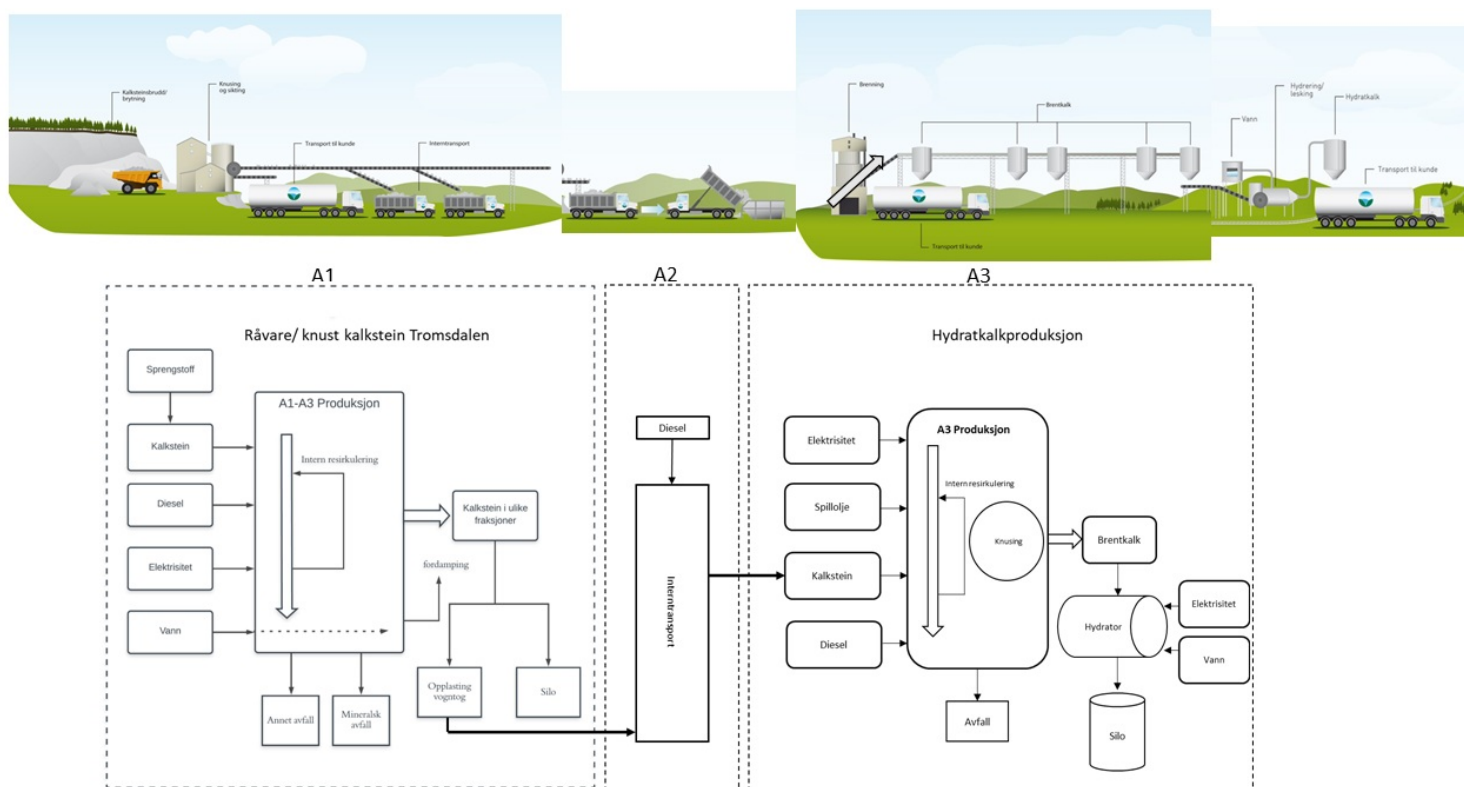 Kalksteinsbrudd/
brytning
Knusing
og sikting
Transport til kunde
Interntransport
Brenning
Brentkalk
Transport til kunde
Vann
Hydrering/
lesking
Hydratkalk
Transport til kunde
A1
A2
A3
Råvare/ knust kalkstein Tromsdalen
Sprengstoff
Kalkstein
Diesel
Elektrisitet
Vann
A1-A3 Produksjon
Intern resirkulering
Kalkstein i ulike
fraksjoner
fordamping
Annet avfall
Mineralsk
avfall
Opplasting
vogntog
Silo
Diesel
Interntransport
Hydratkalkproduksjon
Elektrisitet
Spillolje
Kalkstein
Diesel
A3 Produksjon
Intern resirkulering
Knusing
Avfall
Brentkalk
Hydrator
Elektrisitet
Vann
Silo